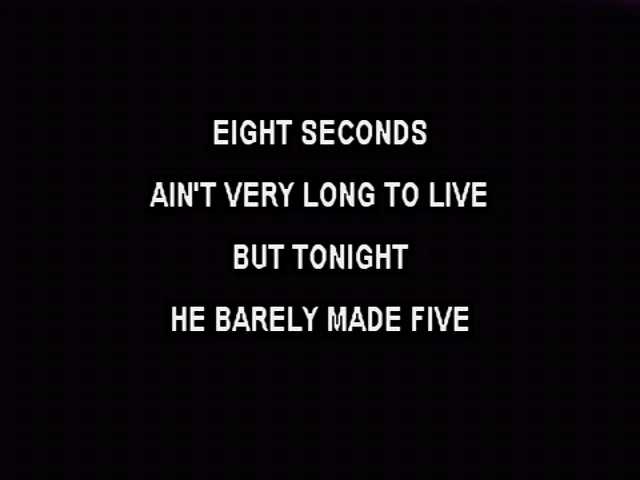 EIGHT SECONDS
AIN'T VERY LONG TO LIVE
BUT TONIGHT
HE BARELY MADE FIVE